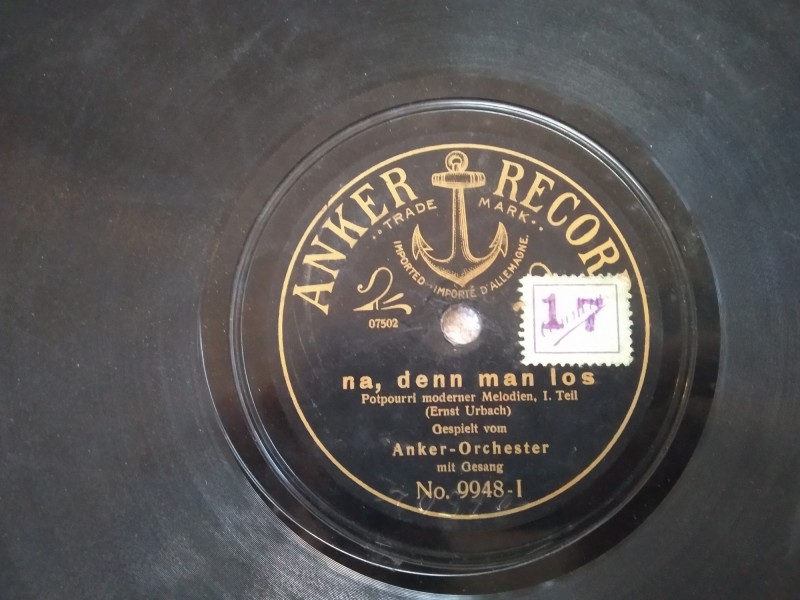 ANKER RECOR
TRADE MARK
IMPORTED · IMPORTÉ D'ALLEMAGNE.
07502
17
na, denn man los
Potpourri moderner Melodien, I. Teil
(Ernst Urbach)
Gespielt vom
Anker-Orchester
mit Gesang
No. 9948-I